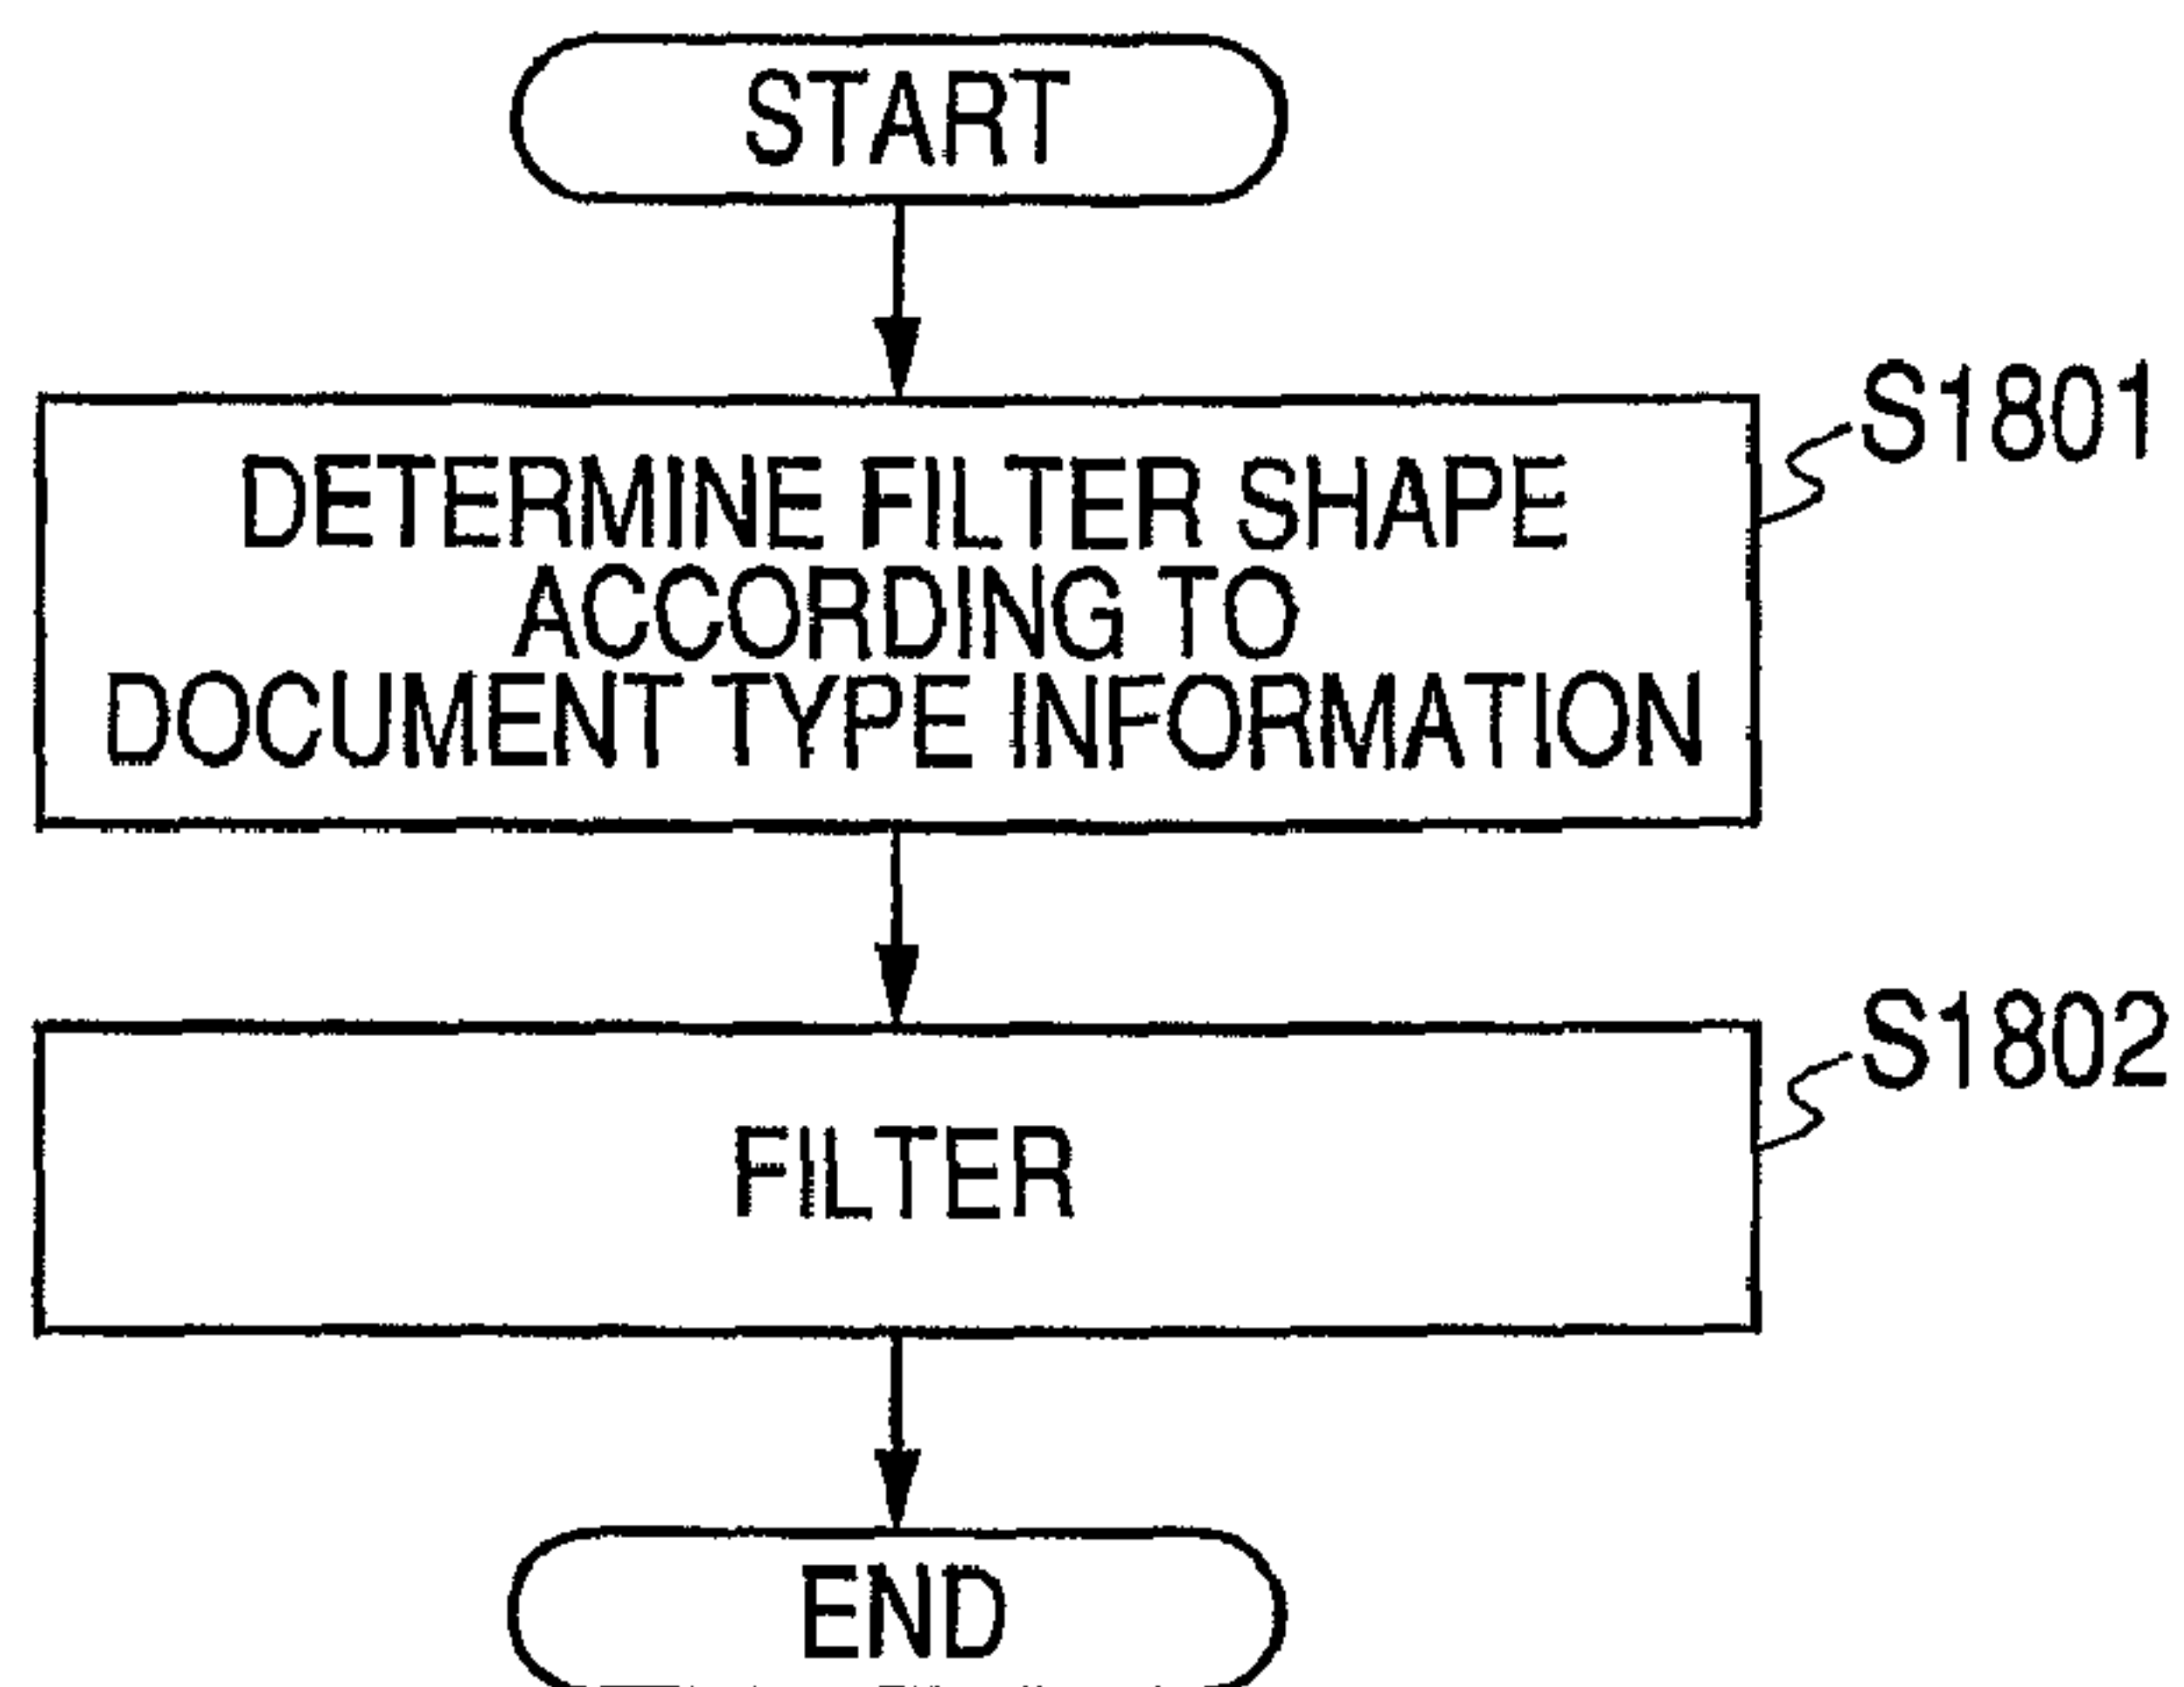 START
S1801
DETERMINE FILTER SHAPE
ACCORDING TO
DOCUMENT TYPE INFORMATION
S1802
FILTER
END